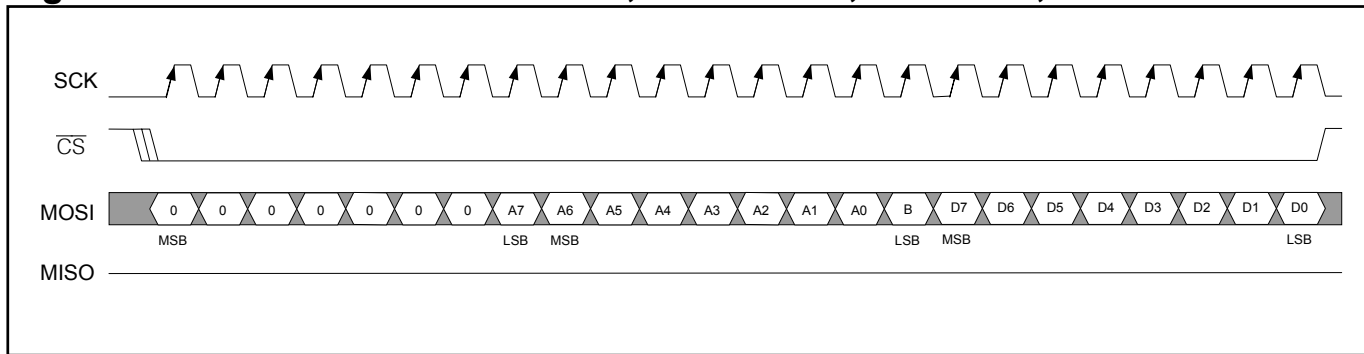 SCK
CS
MOSI 0 0 0 0 0 0 0 A7 A6 A5 A4 A3 A2 A1 A0 B D7 D6 D5 D4 D3 D2 D1 D0
MSB LSB MSB LSB MSB LSB
MISO